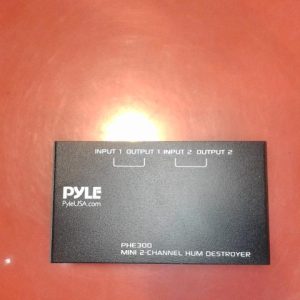 INPUT 1 OUTPUT 1 INPUT 2 OUTPUT 2
PYLE
PyleUSA.com
PHE300
MINI 2-CHANNEL HUM DESTROYER